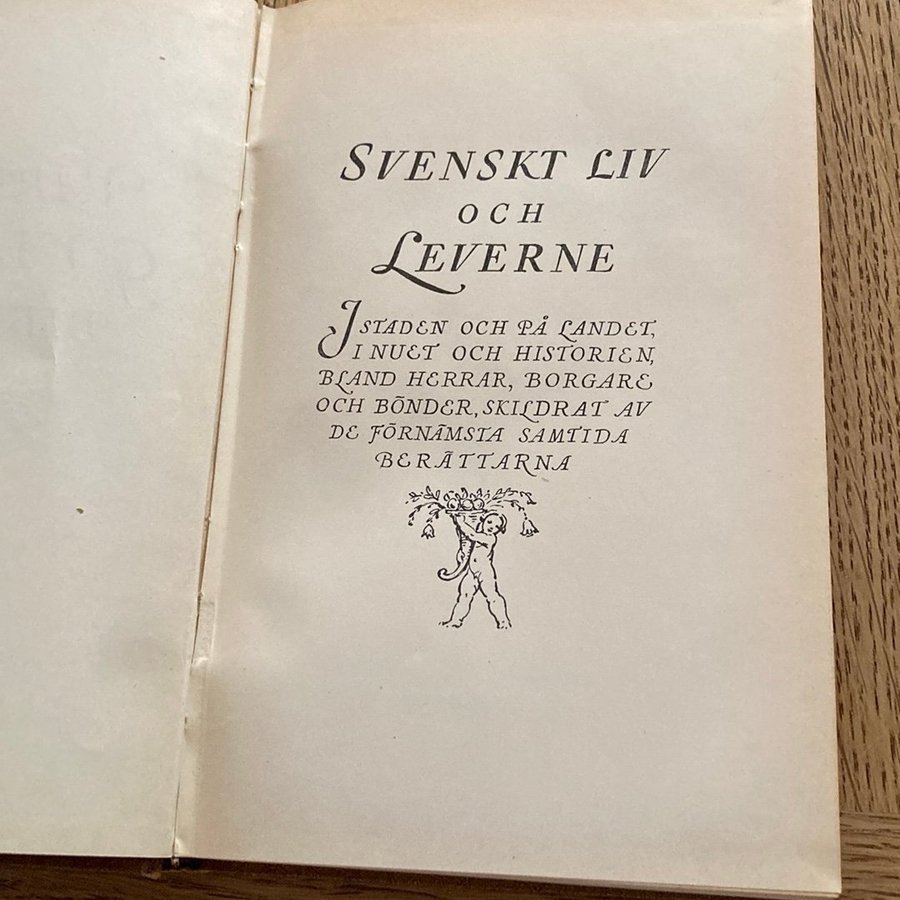 SVENSKT LIV
OCH
LEVERNE
I STADEN OCH PÅ LANDET,
I NUET OCH HISTORIEN,
BLAND HERRAR, BORGARE
OCH BÖNDER, SKILDRAT AV
DE FÖRNÄMSTA SAMTIDA
BERÄTTARNA